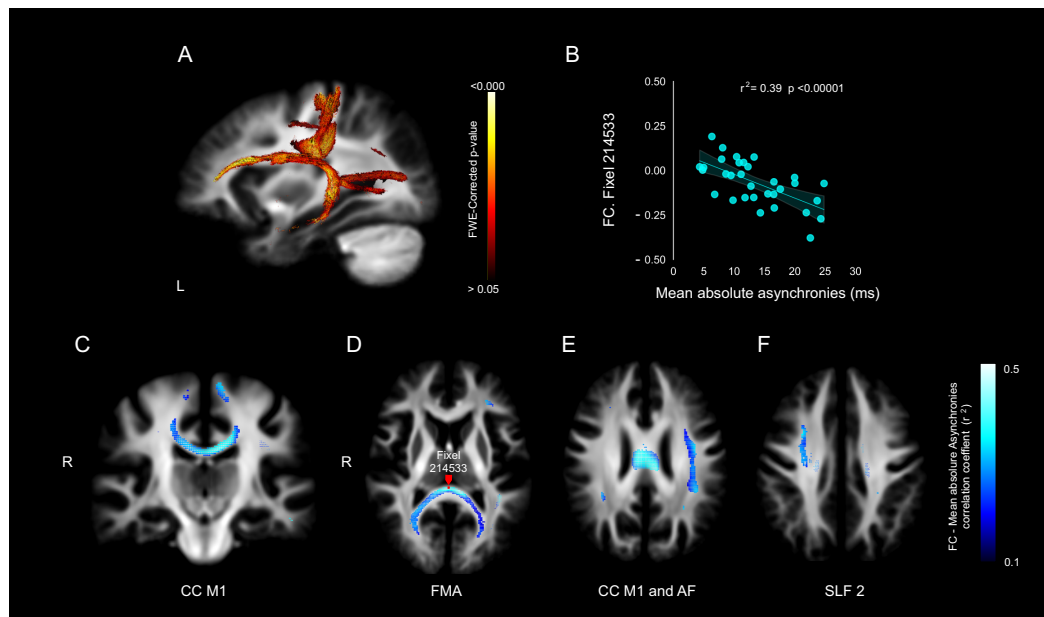 A
<0.000
FWE-Corrected p-value
> 0.05
L
B
r²= 0.39 p <0.00001
FC. Fixel 214533
0.50
0.25
0.00
- 0.25
- 0.50
0 5 10 15 20 25 30
Mean absolute asynchronies (ms)
C
R
CC M1
D
R
Fixel
214533
FMA
E
CC M1 and AF
F
SLF 2
0.5
FC - Mean absolure Asynchronies
correlation coeffient (r²)
0.1